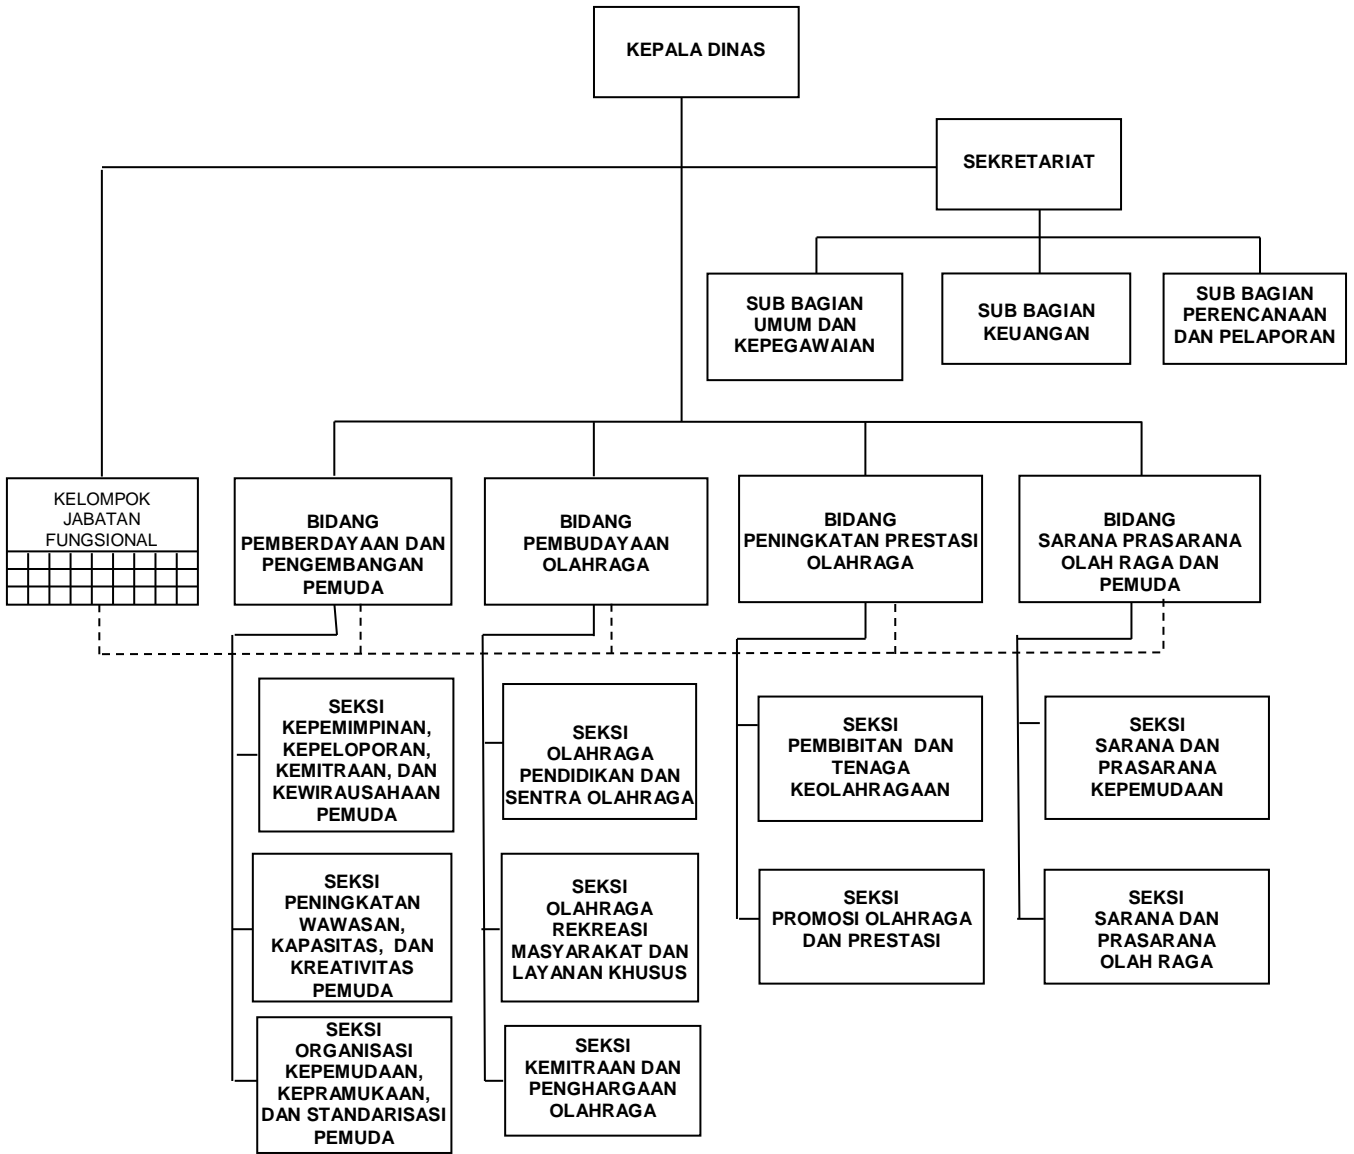 KEPALA DINAS
SEKRETARIAT
SUB BAGIAN
UMUM DAN
KEPEGAWAIAN
SUB BAGIAN
KEUANGAN
SUB BAGIAN
PERENCANAAN
DAN PELAPORAN
KELOMPOK
JABATAN
FUNGSIONAL
BIDANG
PEMBERDAYAAN DAN
PENGEMBANGAN
PEMUDA
BIDANG
PEMBUDAYAAN
OLAHRAGA
BIDANG
PENINGKATAN PRESTASI
OLAHRAGA
BIDANG
SARANA PRASARANA
OLAH RAGA DAN
PEMUDA
SEKSI
KEPEMIMPINAN,
KEPELOPORAN,
KEMITRAAN, DAN
KEWIRAUSAHAAN
PEMUDA
SEKSI
OLAHRAGA
PENDIDIKAN DAN
SENTRA OLAHRAGA
SEKSI
PEMBIBITAN DAN
TENAGA
KEOLAHRAGAAN
SEKSI
SARANA DAN
PRASARANA
KEPEMUDAAN
SEKSI
PENINGKATAN
WAWASAN,
KAPASITAS, DAN
KREATIVITAS
PEMUDA
SEKSI
OLAHRAGA
REKREASI
MASYARAKAT DAN
LAYANAN KHUSUS
SEKSI
PROMOSI OLAHRAGA
DAN PRESTASI
SEKSI
SARANA DAN
PRASARANA
OLAH RAGA
SEKSI
ORGANISASI
KEPEMUDAAN,
KEPRAMUKAAN,
DAN STANDARISASI
PEMUDA
SEKSI
KEMITRAAN DAN
PENGHARGAAN
OLAHRAGA